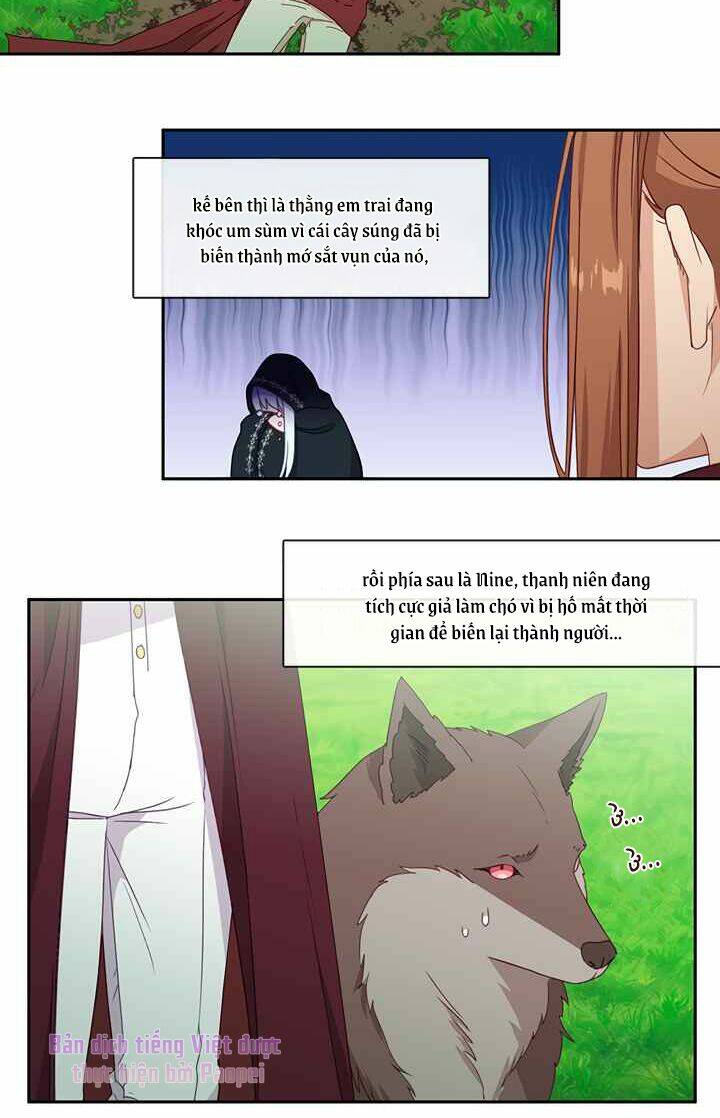 kế bên thì là thằng em trai đang
khóc um sùm vì cái cây súng đã bị
biến thành mớ sắt vụn của nó,
rồi phía sau là Nine, thanh niên đang
tích cực giả làm chó vì bị hố mất thời
gian để biến lại thành người...
ờ...
ờ...
Bản dịch tiếng Việt được
thực hiện bởi Paopei